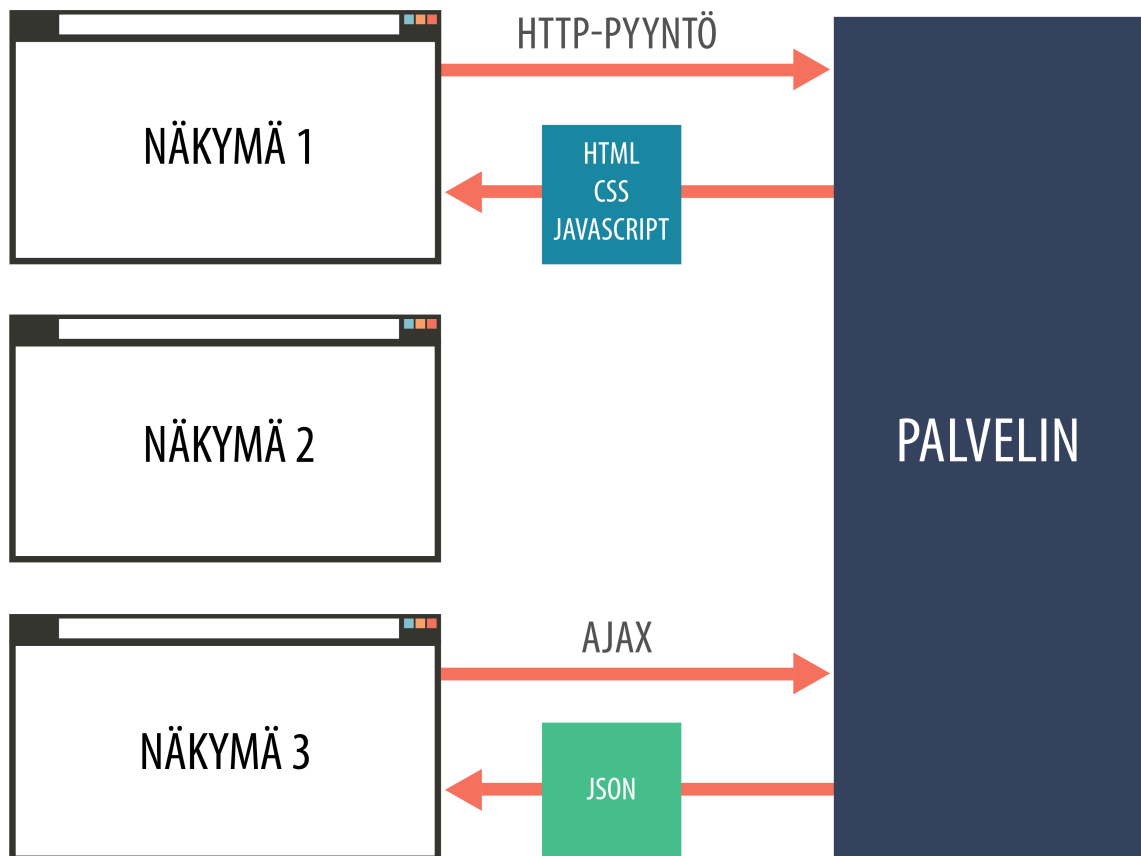 HTTP-PYYNTÖ
NÄKYMÄ 1
HTML
CSS
JAVASCRIPT
NÄKYMÄ 2
PALVELIN
AJAX
NÄKYMÄ 3
JSON